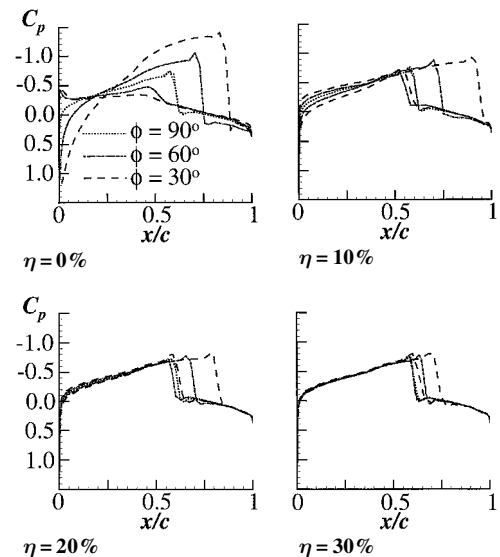 C_p
-1.0
-0.5
0.0
0.5
1.0
ϕ = 90°
ϕ = 60°
ϕ = 30°
0 0.5 1
x/c
η = 0%
0 0.5 1
x/c
η = 10%
C_p
-1.0
-0.5
0.0
0.5
1.0
0 0.5 1
x/c
η = 20%
0 0.5 1
x/c
η = 30%